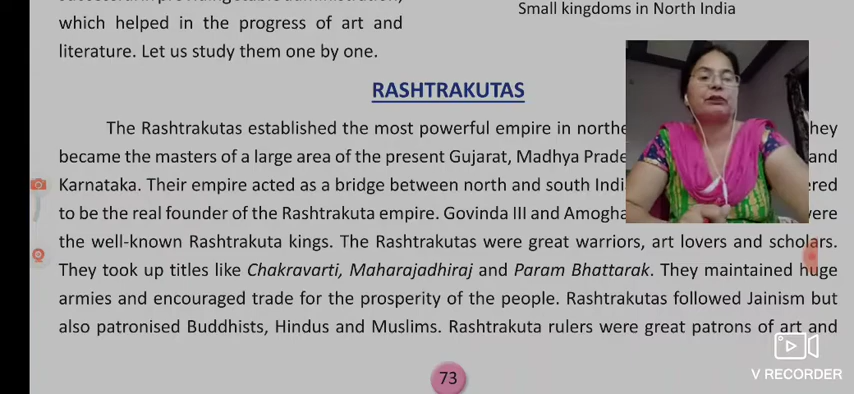 which helped in the progress of art and
literature. Let us study them one by one.
Small kingdoms in North India
RASHTRAKUTAS
The Rashtrakutas established the most powerful empire in northe hey
became the masters of a large area of the present Gujarat, Madhya Prade and
Karnataka. Their empire acted as a bridge between north and south Indi red
to be the real founder of the Rashtrakuta empire. Govinda III and Amogha vere
the well-known Rashtrakuta kings. The Rashtrakutas were great warriors, art lovers and scholars.
They took up titles like Chakravarti, Maharajadhiraj and Param Bhattarak. They maintained huge
armies and encouraged trade for the prosperity of the people. Rashtrakutas followed Jainism but
also patronised Buddhists, Hindus and Muslims. Rashtrakuta rulers were great patrons of art and
73
V RECORDER